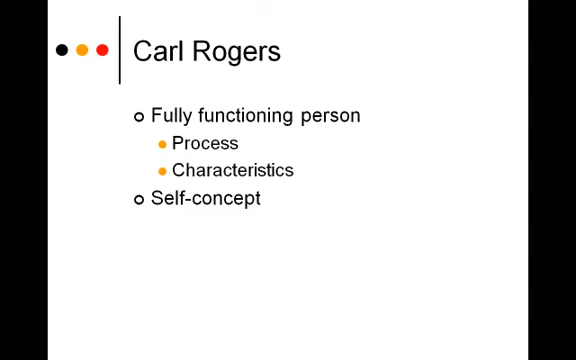 Carl Rogers
Fully functioning person
Process
Characteristics
Self-concept